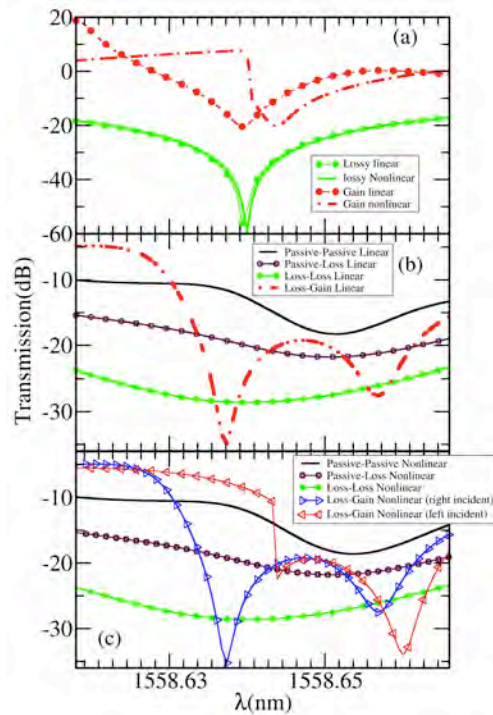 20
(a)
0
-20
-40
-60
Lossy linear
lossy Nonlinear
Gain linear
Gain nonlinear
Transmission(dB)
-10
-20
-30
Passive-Passive Linear
Passive-Loss Linear
Loss-Loss Linear
Loss-Gain Linear
(b)
-10
-20
-30
Passive-Passive Nonlinear
Passive-Loss Nonlinear
Loss-Loss Nonlinear
Loss-Gain Nonlinear (right incident)
Loss-Gain Nonlinear (left incident)
(c)
1558.63
1558.65
λ(nm)